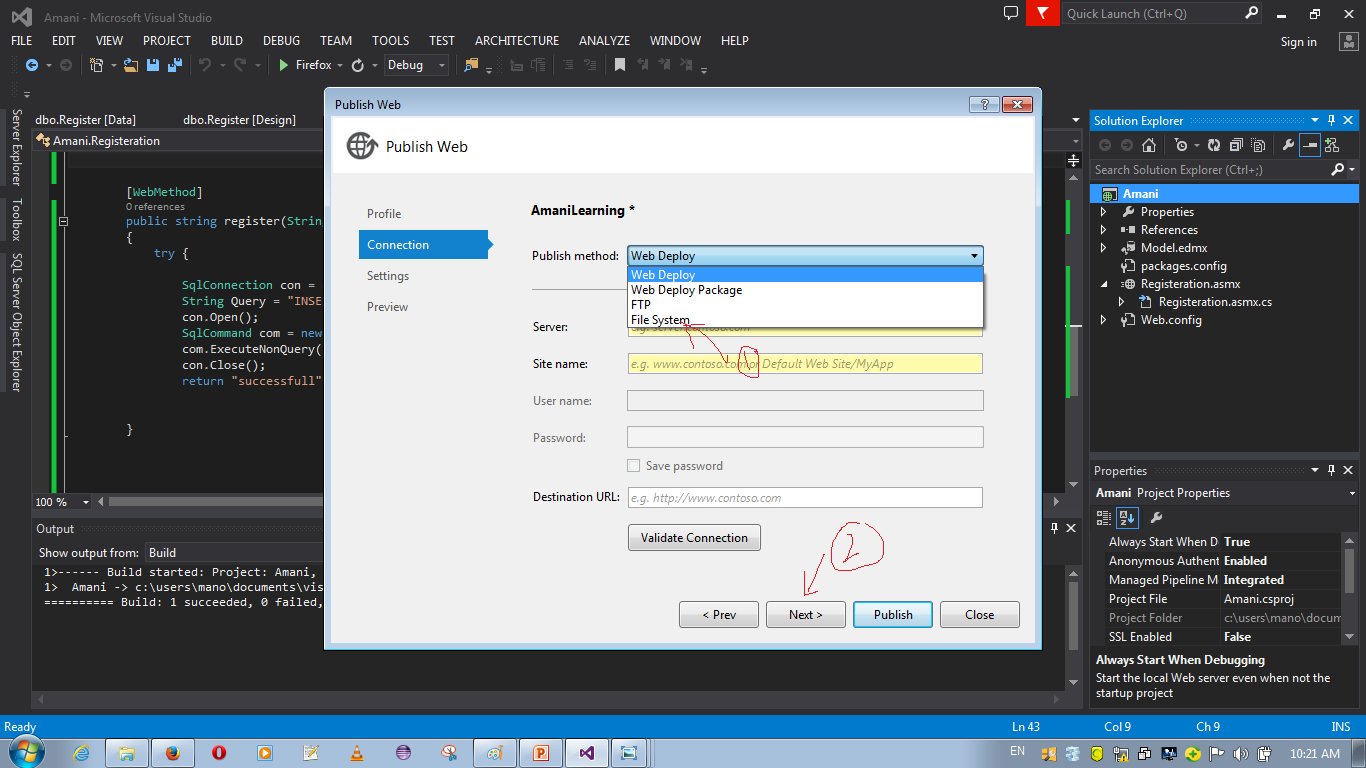 Amani - Microsoft Visual Studio
Quick Launch (Ctrl+Q)
FILE EDIT VIEW PROJECT BUILD DEBUG TEAM TOOLS TEST ARCHITECTURE ANALYZE WINDOW HELP
Sign in
Firefox Debug
Server Explorer
Toolbox
SQL Server Object Explorer
dbo.Register [Data] dbo.Register [Design]
Amani.Registeration
[WebMethod]
0 references
public string register(Strin
{
try {
SqlConnection con =
String Query = "INSE
con.Open();
SqlCommand com = new
com.ExecuteNonQuery(
con.Close();
return "successfull"
}
100 %
Output
Show output from: Build
1>------ Build started: Project: Amani,
1> Amani -> c:\users\mano\documents\vis
========== Build: 1 succeeded, 0 failed,
Publish Web
?
Publish Web
Profile
Connection
Settings
Preview
AmaniLearning *
Publish method: Web Deploy
Web Deploy
Web Deploy Package
FTP
File System
Server: e.g. server.contoso.com
Site name: e.g. www.contoso.com or Default Web Site/MyApp
1
User name:
Password:
Save password
Destination URL: e.g. http://www.contoso.com
Validate Connection
2
< Prev Next > Publish Close
Solution Explorer
Search Solution Explorer (Ctrl+;)
Amani
Properties
References
Model.edmx
packages.config
Registeration.asmx
Registeration.asmx.cs
Web.config
Properties
Amani Project Properties
Always Start When D True
Anonymous Authent Enabled
Managed Pipeline M Integrated
Project File Amani.csproj
Project Folder c:\users\mano\docum
SSL Enabled False
Always Start When Debugging
Start the local Web server even when not the
startup project
Ready Ln 43 Col 9 Ch 9 INS
EN 10:21 AM